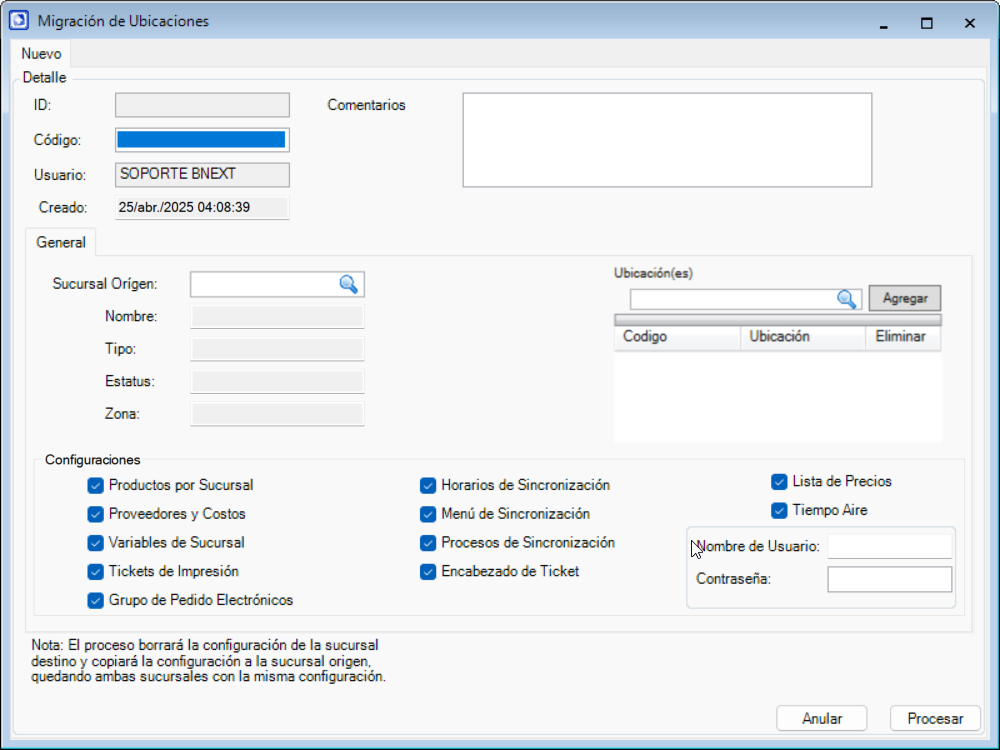 Migración de Ubicaciones
Nuevo
Detalle
ID:
Comentarios
Código:
Usuario: SOPORTE BNEXT
Creado: 25/abr./2025 04:08:39
General
Sucursal Orígen:
Ubicación(es)
Agregar
Nombre:
Codigo Ubicación Eliminar
Tipo:
Estatus:
Zona:
Configuraciones
Productos por Sucursal
Proveedores y Costos
Variables de Sucursal
Tickets de Impresión
Grupo de Pedido Electrónicos
Horarios de Sincronización
Menú de Sincronización
Procesos de Sincronización
Encabezado de Ticket
Lista de Precios
Tiempo Aire
Nombre de Usuario:
Contraseña:
Nota: El proceso borrará la configuración de la sucursal
destino y copiará la configuración a la sucursal origen,
quedando ambas sucursales con la misma configuración.
Anular
Procesar